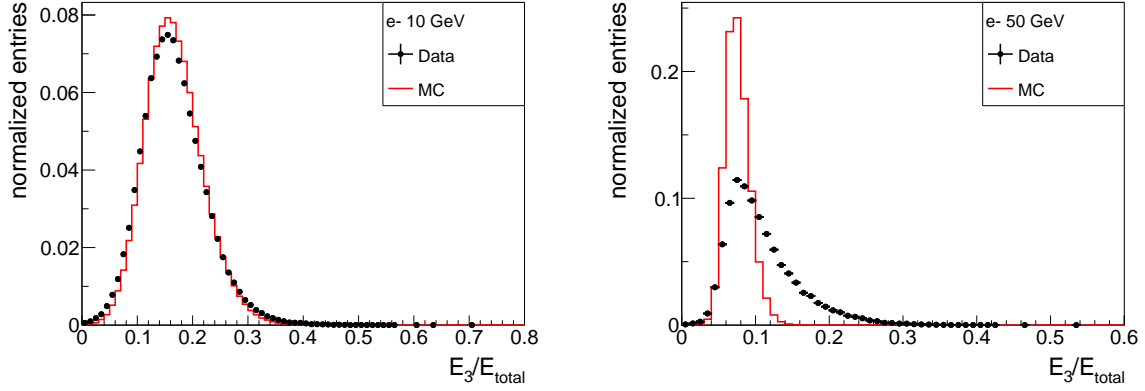 normalized entries
0.08
0.06
0.04
0.02
0
e- 10 GeV
Data
MC
0 0.1 0.2 0.3 0.4 0.5 0.6 0.7 0.8
E3/Etotal
normalized entries
0.2
0.1
0
e- 50 GeV
Data
MC
0 0.1 0.2 0.3 0.4 0.5 0.6
E3/Etotal